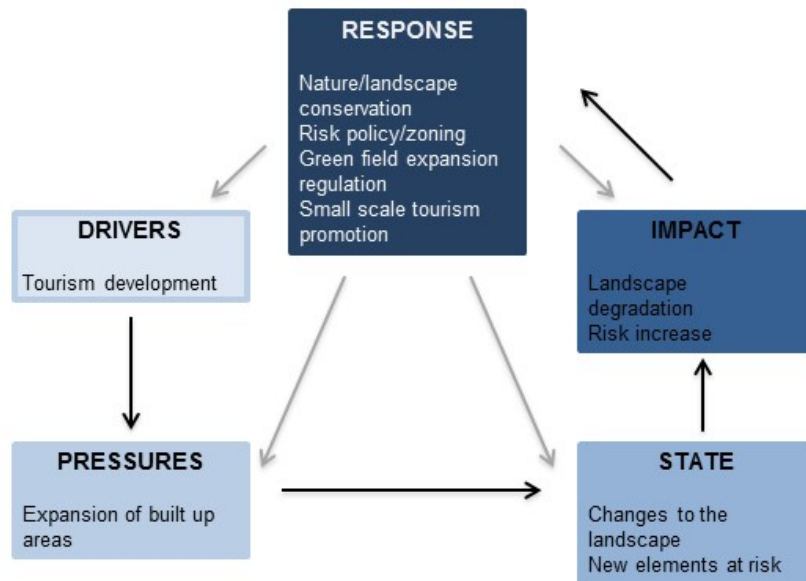 RESPONSE
Nature/landscape
conservation
Risk policy/zoning
Green field expansion
regulation
Small scale tourism
promotion
DRIVERS
Tourism development
IMPACT
Landscape
degradation
Risk increase
PRESSURES
Expansion of built up
areas
STATE
Changes to the
landscape
New elements at risk